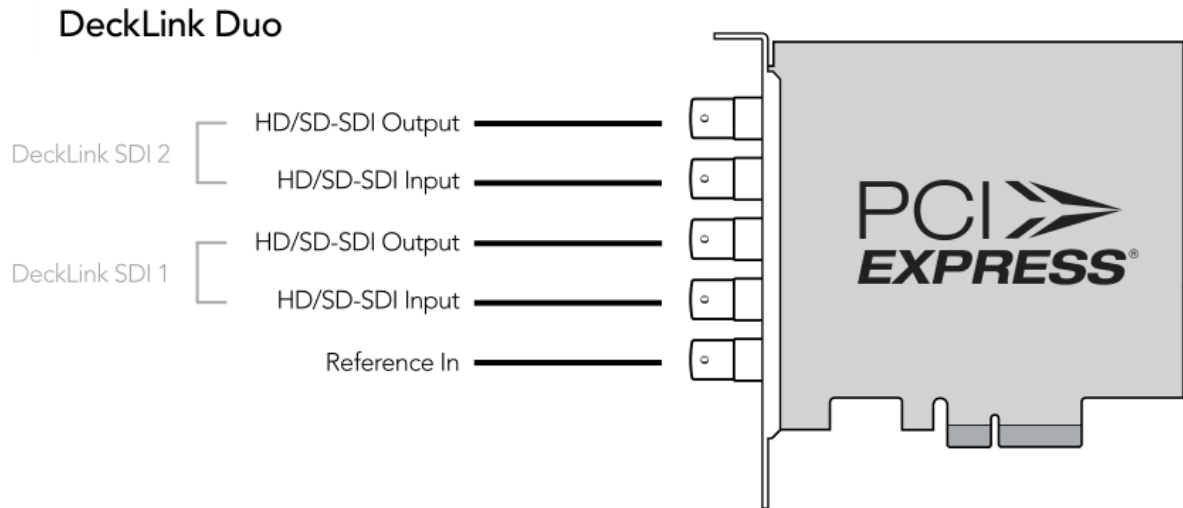 DeckLink Duo
DeckLink SDI 2
HD/SD-SDI Output
HD/SD-SDI Input
DeckLink SDI 1
HD/SD-SDI Output
HD/SD-SDI Input
Reference In
PCI
EXPRESS®